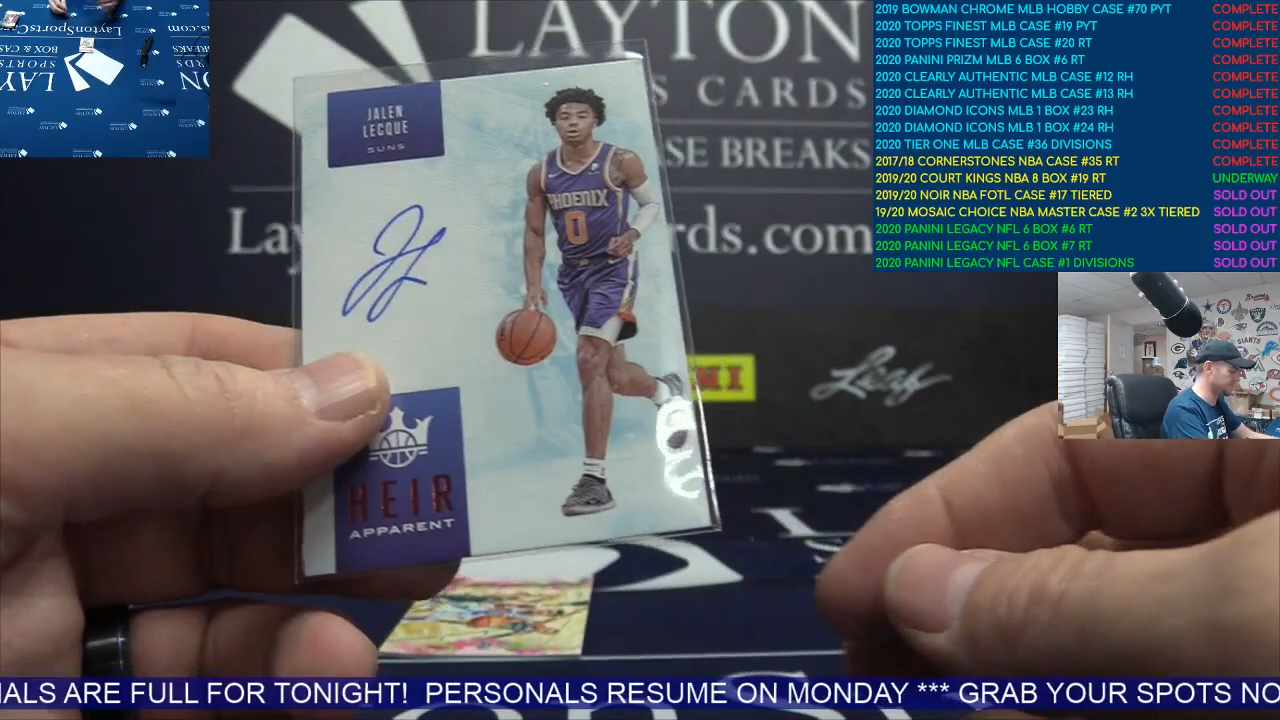 LAYTON
S CARDS
SE BREAKS
Lay
rds.com
JALEN
LECQUE
SUNS
PHOENIX
0
HEIR
APPARENT
MI
Leaf
2019 BOWMAN CHROME MLB HOBBY CASE #70 PYT COMPLETE
2020 TOPPS FINEST MLB CASE #19 PYT COMPLETE
2020 TOPPS FINEST MLB CASE #20 RT COMPLETE
2020 PANINI PRIZM MLB 6 BOX #6 RT COMPLETE
2020 CLEARLY AUTHENTIC MLB CASE #12 RH COMPLETE
2020 CLEARLY AUTHENTIC MLB CASE #13 RH COMPLETE
2020 DIAMOND ICONS MLB 1 BOX #23 RH COMPLETE
2020 DIAMOND ICONS MLB 1 BOX #24 RH COMPLETE
2020 TIER ONE MLB CASE #36 DIVISIONS COMPLETE
2017/18 CORNERSTONES NBA CASE #35 RT COMPLETE
2019/20 COURT KINGS NBA 8 BOX #19 RT UNDERWAY
2019/20 NOIR NBA FOTL CASE #17 TIERED SOLD OUT
19/20 MOSAIC CHOICE NBA MASTER CASE #2 3X TIERED SOLD OUT
2020 PANINI LEGACY NFL 6 BOX #6 RT SOLD OUT
2020 PANINI LEGACY NFL 6 BOX #7 RT SOLD OUT
2020 PANINI LEGACY NFL CASE #1 DIVISIONS SOLD OUT
GIANTS
IALS ARE FULL FOR TONIGHT! PERSONALS RESUME ON MONDAY *** GRAB YOUR SPOTS NO